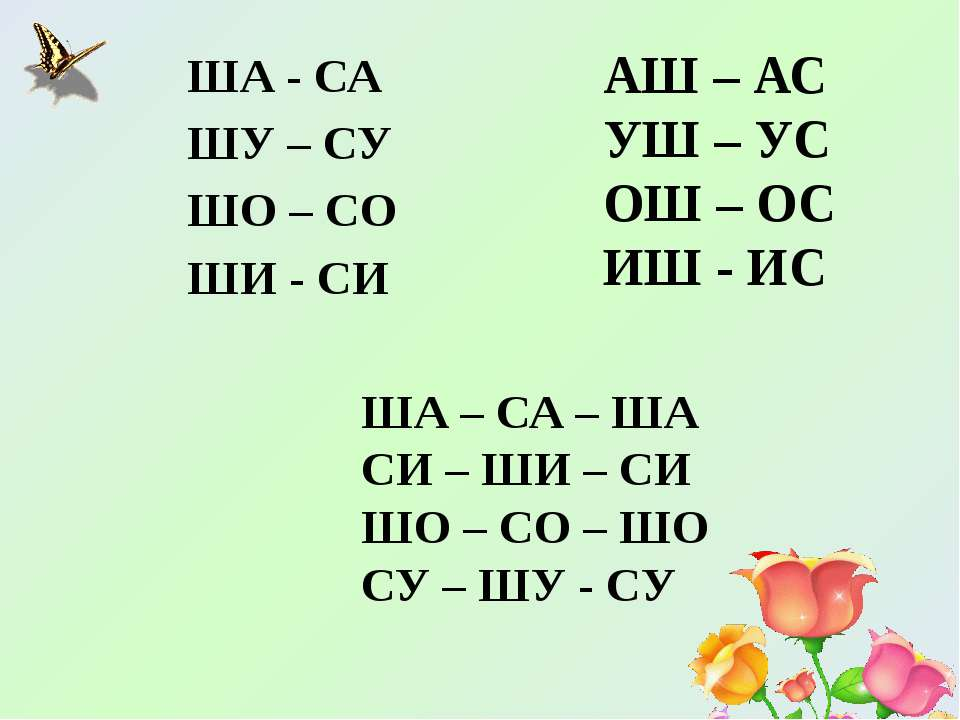 ША - СА
ШУ – СУ
ШО – СО
ШИ - СИ
АШ – АС
УШ – УС
ОШ – ОС
ИШ - ИС
ША – СА – ША
СИ – ШИ – СИ
ШО – СО – ШО
СУ – ШУ - СУ